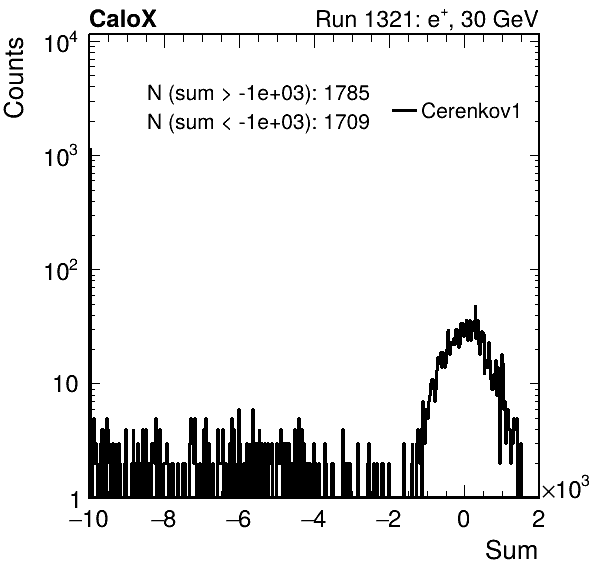 CaloX Run 1321: e⁺, 30 GeV
Counts
N (sum > -1e+03): 1785
N (sum < -1e+03): 1709
Cerenkov1
10⁴
10³
10²
10
1
−10 −8 −6 −4 −2 0 2
×10³
Sum